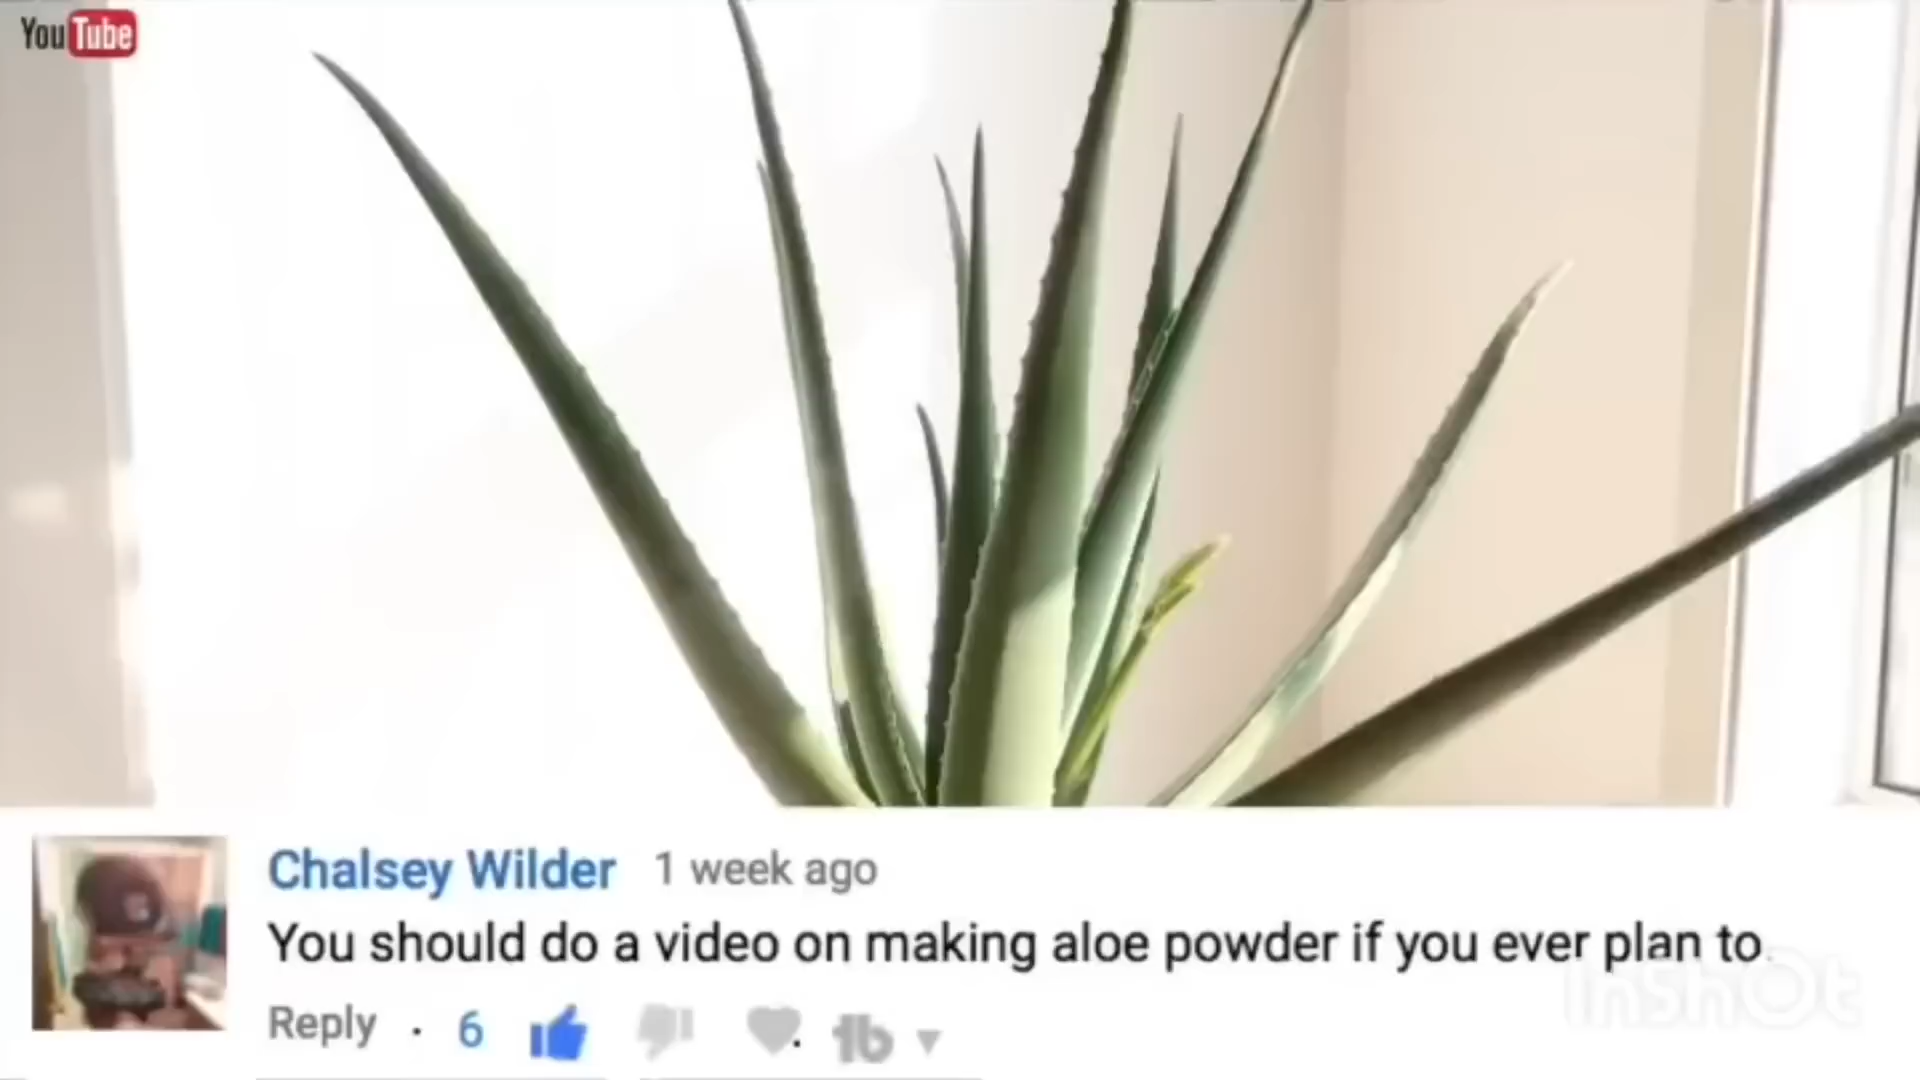 YouTube
Chalsey Wilder 1 week ago
You should do a video on making aloe powder if you ever plan to.
Reply · 6
InShOt